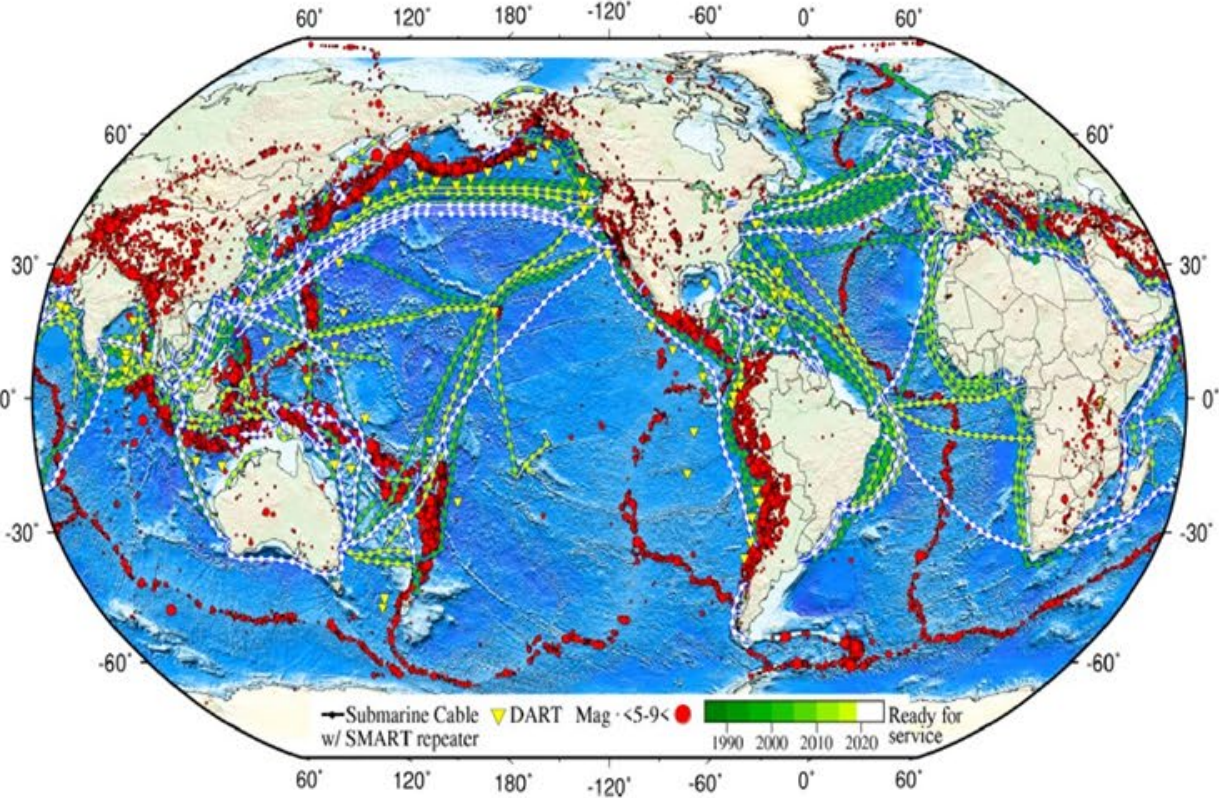 60° 120° 180° -120° -60° 0° 60°
60° 60°
30° 30°
0° 0°
-30° -30°
-60° -60°
Submarine Cable DART Mag · <5-9< Ready for
w/ SMART repeater 1990 2000 2010 2020 service
60° 120° 180° -120° -60° 0° 60°